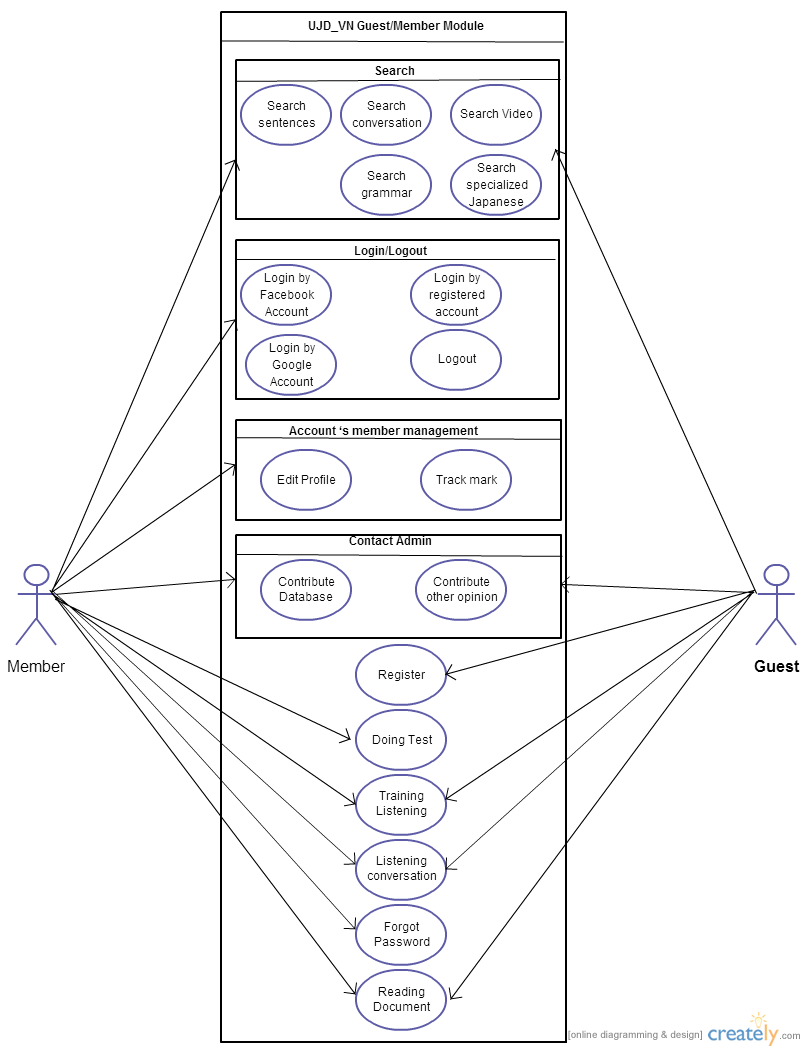 UJD_VN Guest/Member Module
Search
Search
sentences
Search
conversation
Search Video
Search
grammar
Search
specialized
Japanese
Login/Logout
Login by
Facebook
Account
Login by
registered
account
Login by
Google
Account
Logout
Account ‘s member management
Edit Profile
Track mark
Contact Admin
Contribute
Database
Contribute
other opinion
Member
Guest
Register
Doing Test
Training
Listening
Listening
conversation
Forgot
Password
Reading
Document
[online diagramming & design] creately.com